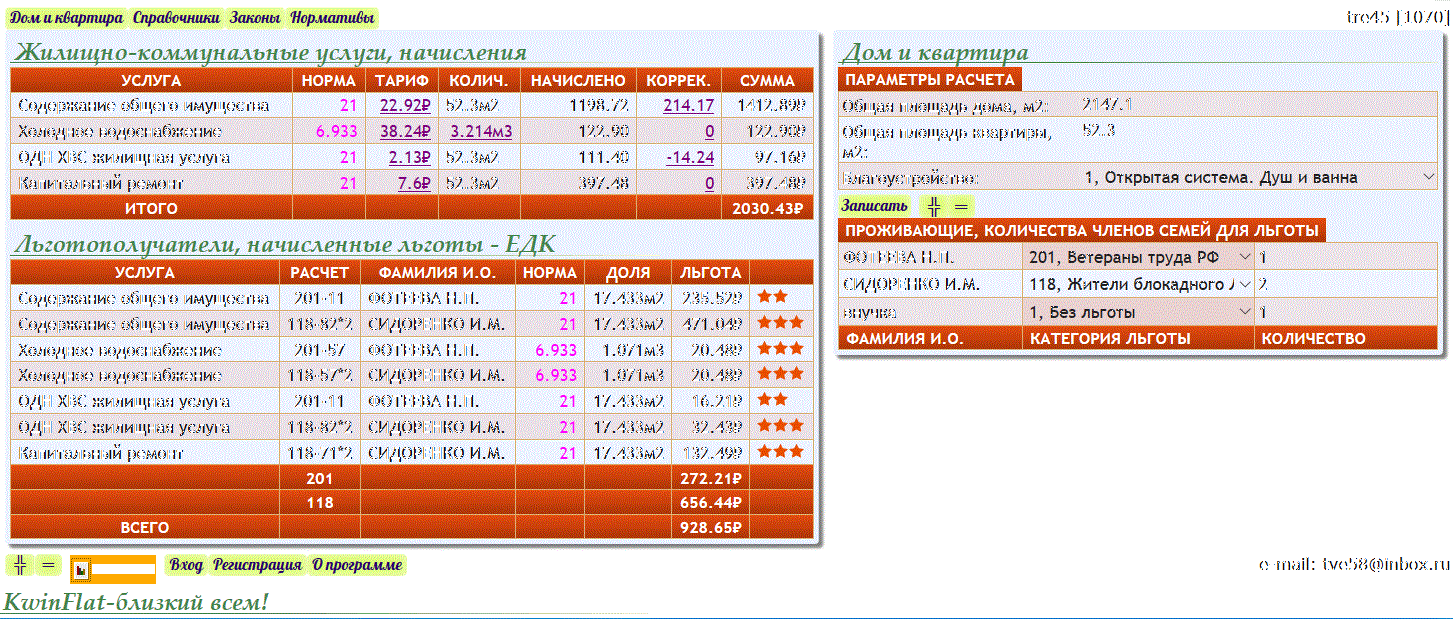 Дом и квартира Справочники Законы Нормативы tre45 [1070]
Жилищно-коммунальные услуги, начисления
УСЛУГА НОРМА ТАРИФ КОЛИЧ. НАЧИСЛЕНО КОРРЕК. СУММА
Содержание общего имущества 21 22.92₽ 52.3м2 1198.72 214.17 1412.89₽
Холодное водоснабжение 6.933 38.24₽ 3.214м3 122.90 0 122.90₽
ОДН ХВС жилищная услуга 21 2.13₽ 52.3м2 111.40 -14.24 97.16₽
Капитальный ремонт 21 7.6₽ 52.3м2 397.48 0 397.48₽
ИТОГО 2030.43₽
Льготополучатели, начисленные льготы - ЕДК
УСЛУГА РАСЧЕТ ФАМИЛИЯ И.О. НОРМА ДОЛЯ ЛЬГОТА
Содержание общего имущества 201-11 ФОТЕЕВА Н.П. 21 17.433м2 235.52₽ ★★
Содержание общего имущества 118-82*2 СИДОРЕНКО И.М. 21 17.433м2 471.04₽ ★★★
Холодное водоснабжение 201-57 ФОТЕЕВА Н.П. 6.933 1.071м3 20.48₽ ★★★
Холодное водоснабжение 118-57*2 СИДОРЕНКО И.М. 6.933 1.071м3 20.48₽ ★★★
ОДН ХВС жилищная услуга 201-11 ФОТЕЕВА Н.П. 21 17.433м2 16.21₽ ★★
ОДН ХВС жилищная услуга 118-82*2 СИДОРЕНКО И.М. 21 17.433м2 32.43₽ ★★★
Капитальный ремонт 118-71*2 СИДОРЕНКО И.М. 21 17.433м2 132.49₽ ★★★
201 272.21₽
118 656.44₽
ВСЕГО 928.65₽
Дом и квартира
ПАРАМЕТРЫ РАСЧЕТА
Общая площадь дома, м2: 2147.1
Общая площадь квартиры, 52.3
м2:
Благоустройство: 1, Открытая система. Душ и ванна
Записать ╬ =
ПРОЖИВАЮЩИЕ, КОЛИЧЕСТВА ЧЛЕНОВ СЕМЕЙ ДЛЯ ЛЬГОТЫ
ФОТЕЕВА Н.П. 201, Ветераны труда РФ 1
СИДОРЕНКО И.М. 118, Жители блокадного 2
внучка 1, Без льготы 1
ФАМИЛИЯ И.О. КАТЕГОРИЯ ЛЬГОТЫ КОЛИЧЕСТВО
╬ = Вход Регистрация О программе e-mail: tve58@inbox.ru
KwinFlat-близкий всем!